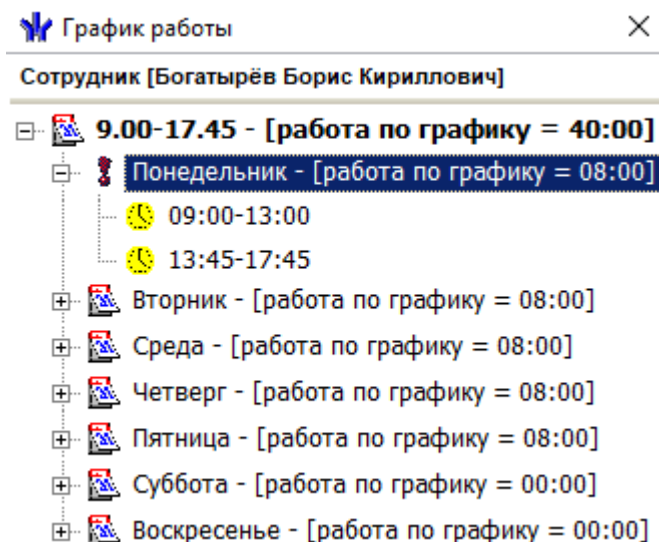 График работы
Сотрудник [Богатырёв Борис Кириллович]
9.00-17.45 - [работа по графику = 40:00]
Понедельник - [работа по графику = 08:00]
09:00-13:00
13:45-17:45
Вторник - [работа по графику = 08:00]
Среда - [работа по графику = 08:00]
Четверг - [работа по графику = 08:00]
Пятница - [работа по графику = 08:00]
Суббота - [работа по графику = 00:00]
Воскресенье - [работа по графику = 00:00]